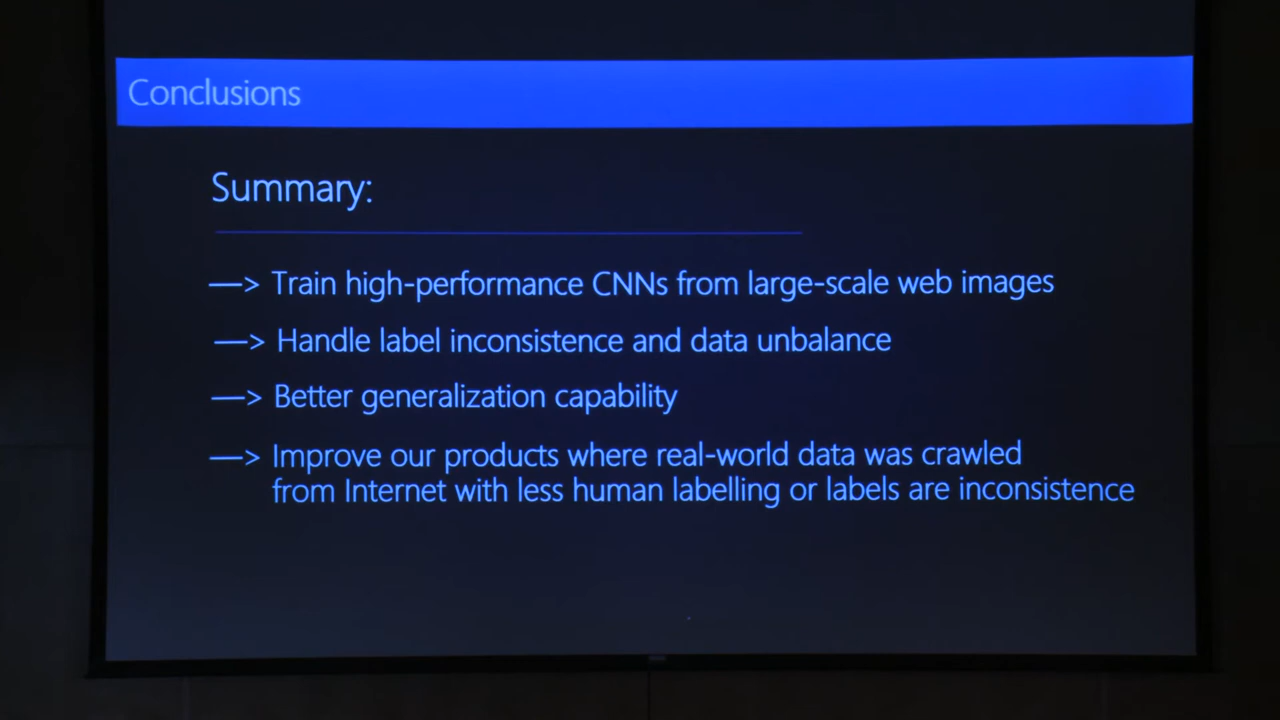 Conclusions
Summary:
—> Train high-performance CNNs from large-scale web images
—> Handle label inconsistence and data unbalance
—> Better generalization capability
—> Improve our products where real-world data was crawled
from Internet with less human labelling or labels are inconsistence